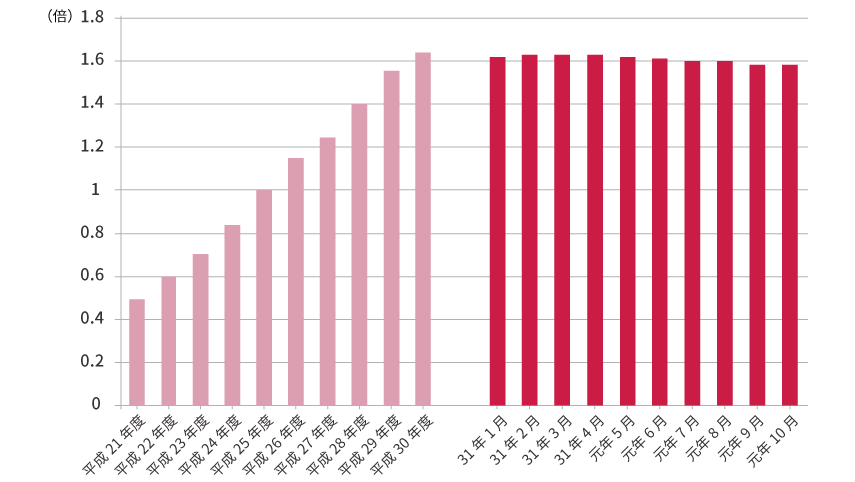 （倍）
1.8
1.6
1.4
1.2
1
0.8
0.6
0.4
0.2
0
平成 21 年度
平成 22 年度
平成 23 年度
平成 24 年度
平成 25 年度
平成 26 年度
平成 27 年度
平成 28 年度
平成 29 年度
平成 30 年度
31 年 1 月
31 年 2 月
31 年 3 月
31 年 4 月
元年 5 月
元年 6 月
元年 7 月
元年 8 月
元年 9 月
元年 10 月